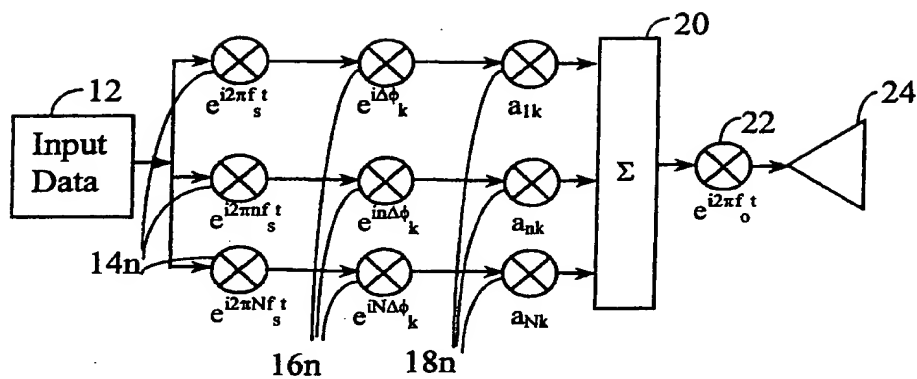 20
12
24
22
Input
Data
e^{i2πf_s t}
e^{iΔϕ_k}
a_{1k}
Σ
e^{i2πf_o t}
e^{i2πnf_s t}
e^{inΔϕ_k}
a_{nk}
14n
e^{i2πNf_s t}
e^{iNΔϕ_k}
a_{Nk}
16n
18n